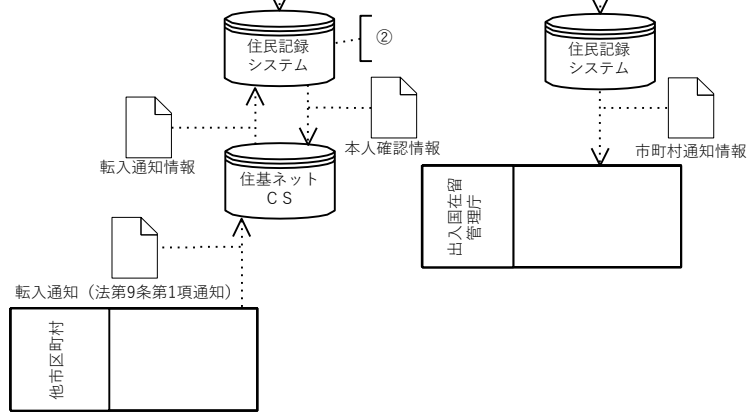 住民記録
システム
②
住民記録
システム
転入通知情報
本人確認情報
市町村通知情報
住基ネット
ＣＳ
出入国在留
管理庁
転入通知（法第9条第1項通知）
他市区町村